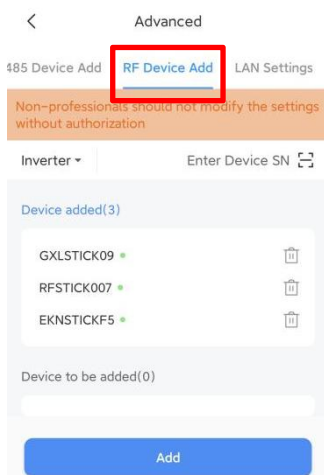 Advanced
485 Device Add RF Device Add LAN Settings
Non-professionals should not modify the settings
without authorization
Inverter Enter Device SN
Device added(3)
GXLSTICK09
RFSTICK007
EKNSTICKF5
Device to be added(0)
Add